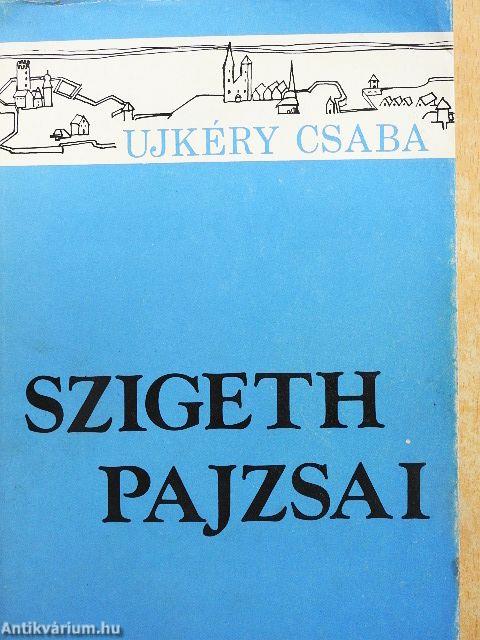 UJKÉRY CSABA
SZIGETH
PAJZSAI
Antikvárium.hu